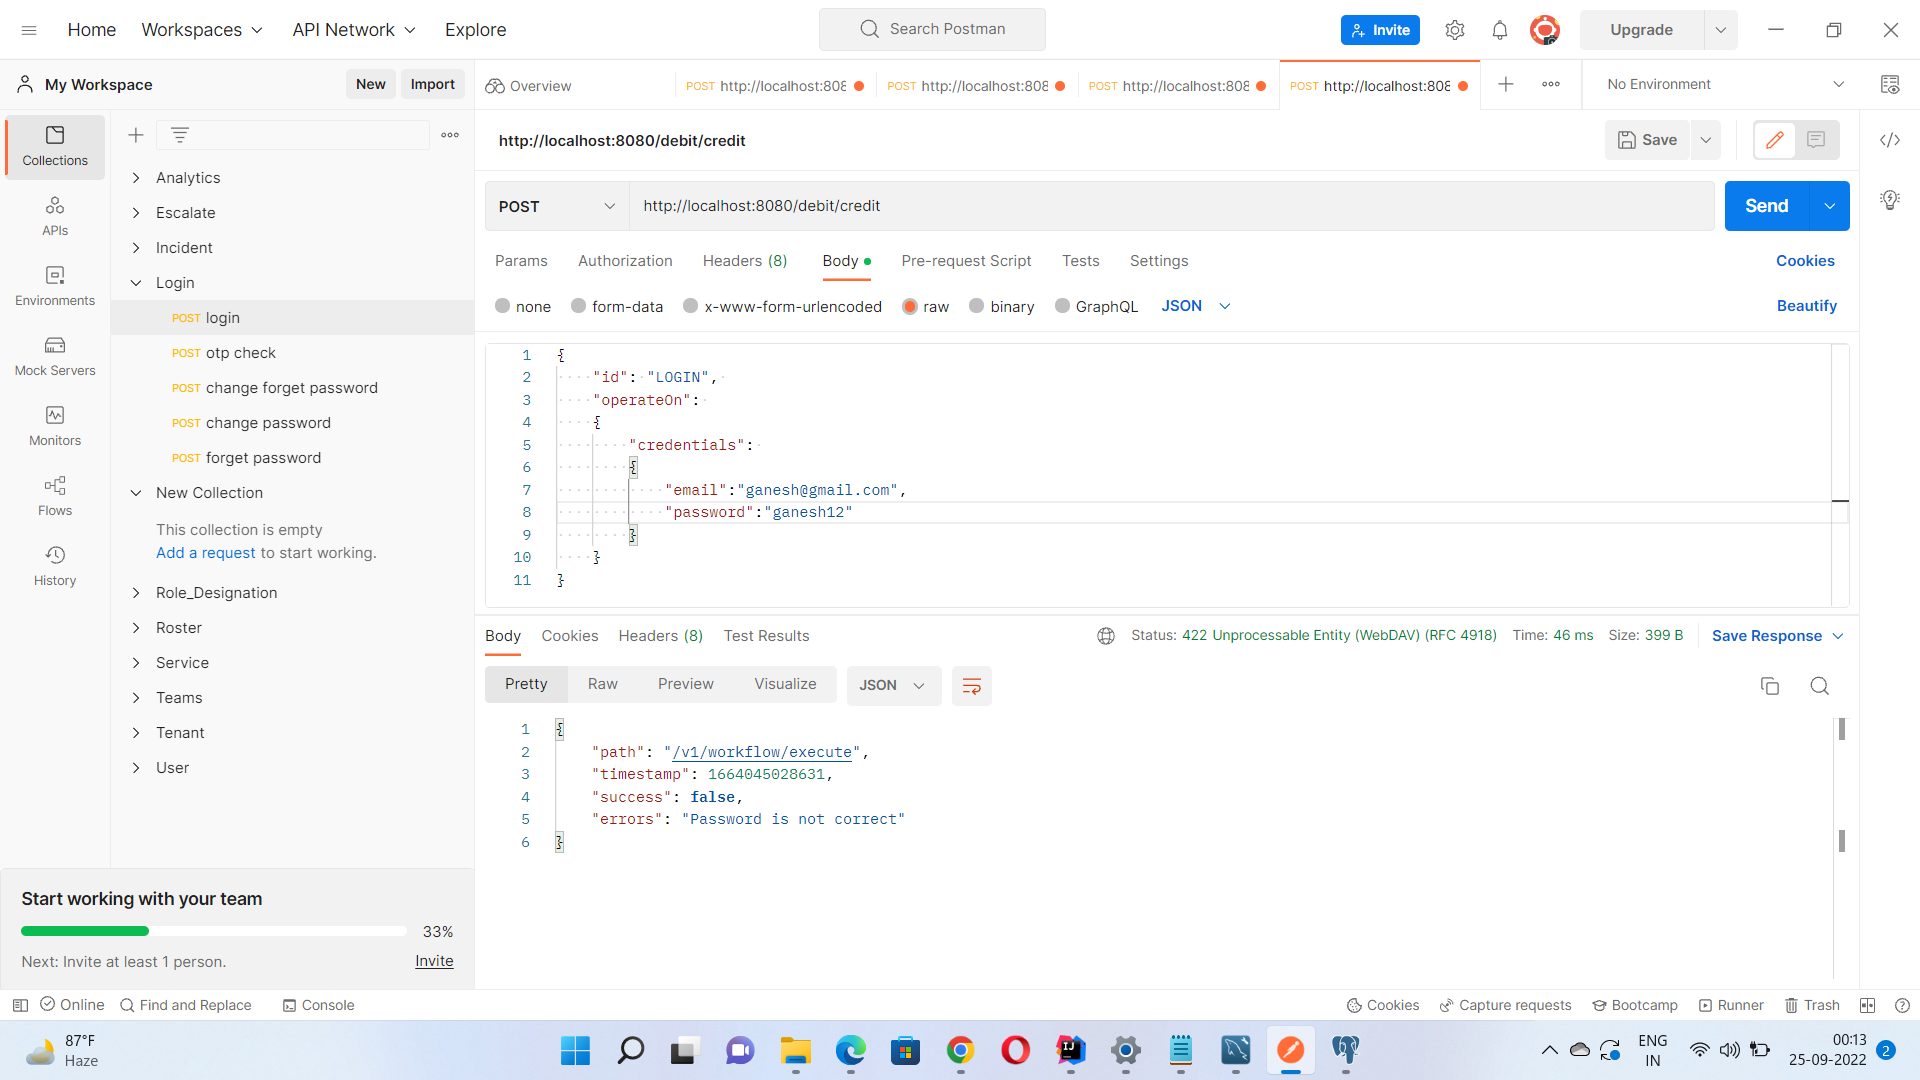 Home
Workspaces
API Network
Explore
Search Postman
Invite
Upgrade
My Workspace
New
Import
Overview
POST http://localhost:808
POST http://localhost:808
POST http://localhost:808
POST http://localhost:808
No Environment
Collections
APIs
Environments
Mock Servers
Monitors
Flows
History
Analytics
Escalate
Incident
Login
POST login
POST otp check
POST change forget password
POST change password
POST forget password
New Collection
This collection is empty
Add a request to start working.
Role_Designation
Roster
Service
Teams
Tenant
User
Start working with your team
33%
Next: Invite at least 1 person.
Invite
http://localhost:8080/debit/credit
Save
POST
http://localhost:8080/debit/credit
Send
Params
Authorization
Headers (8)
Body
Pre-request Script
Tests
Settings
Cookies
none
form-data
x-www-form-urlencoded
raw
binary
GraphQL
JSON
Beautify
1 {
2 "id": "LOGIN",
3 "operateOn":
4 {
5 "credentials":
6 {
7 "email":"ganesh@gmail.com",
8 "password":"ganesh12"
9 }
10 }
11 }
Body
Cookies
Headers (8)
Test Results
Status: 422 Unprocessable Entity (WebDAV) (RFC 4918)
Time: 46 ms
Size: 399 B
Save Response
Pretty
Raw
Preview
Visualize
JSON
1 {
2 "path": "/v1/workflow/execute",
3 "timestamp": 1664045028631,
4 "success": false,
5 "errors": "Password is not correct"
6 }
Online
Find and Replace
Console
Cookies
Capture requests
Bootcamp
Runner
Trash
87°F
Haze
IJ
ENG
IN
00:13
25-09-2022
2